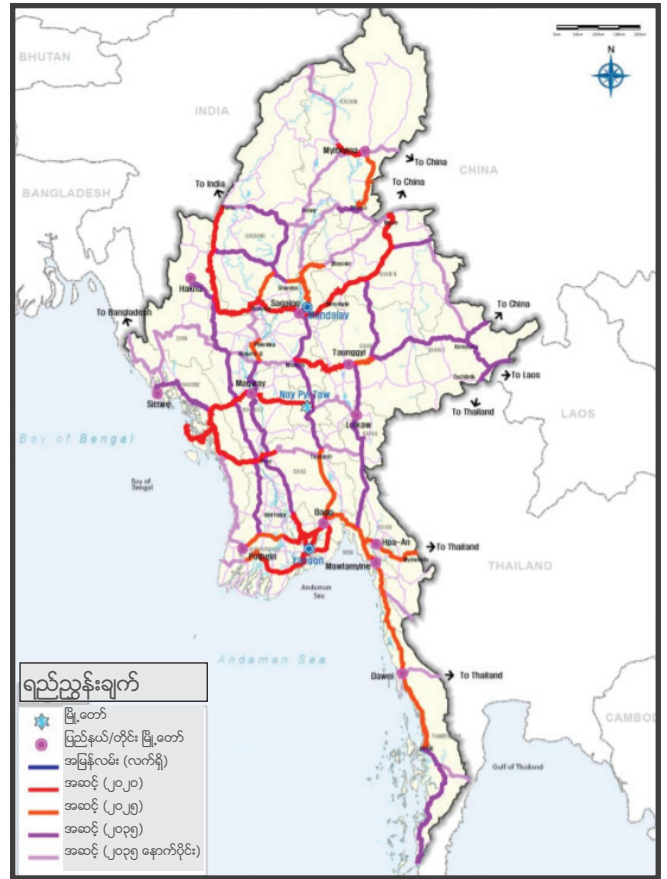 BHUTAN
INDIA
CHINA
BANGLADESH
KACHIN
Myitkyina
To China
To China
To India
SAGAING
Hakha
To Bangladesh
Sagaing
Mandalay
To China
Taunggyi
To Laos
Magway
Nay Pyi Taw
Sittwe
Loikaw
To Thailand
LAOS
Bay of Bengal
Bay of
Bengal
Bago
Pathein
Yangon
Hpa-An
To Thailand
Mawlamyine
THAILAND
Andaman
Sea
Andaman Sea
Dawei
To Thailand
CAMBOD
Gulf of Thailand
ရည်ညွှန်းချက်
မြို့တော်
ပြည်နယ်/တိုင်း မြို့တော်
အမြန်လမ်း (လက်ရှိ)
အဆင့် (၂၀၂၀)
အဆင့် (၂၀၂၅)
အဆင့် (၂၀၃၅)
အဆင့် (၂၀၃၅ နောက်ပိုင်း)